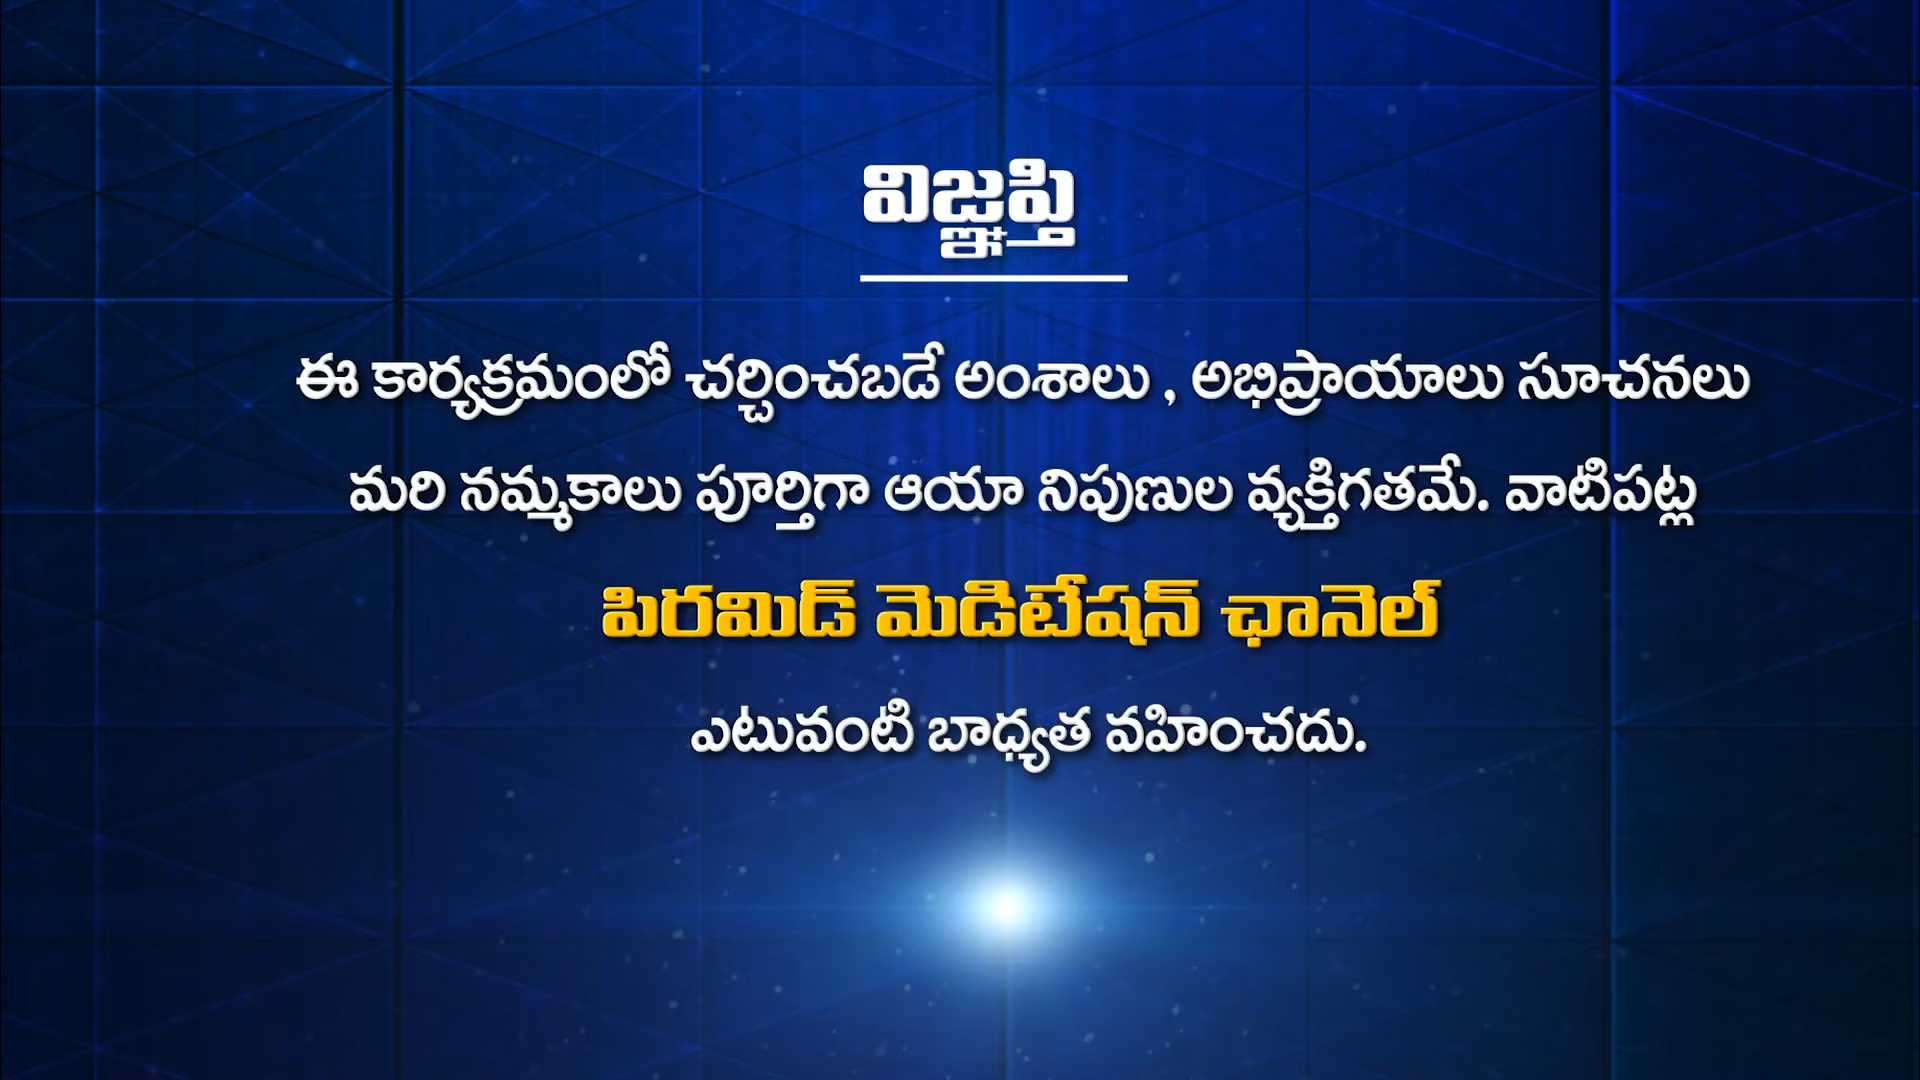 విజ్ఞప్తి
ఈ కార్యక్రమంలో చర్చించబడే అంశాలు , అభిప్రాయాలు సూచనలు
మరి నమ్మకాలు పూర్తిగా ఆయా నిపుణుల వ్యక్తిగతమే. వాటిపట్ల
పిరమిడ్ మెడిటేషన్ ఛానెల్
ఎటువంటి బాధ్యత వహించదు.